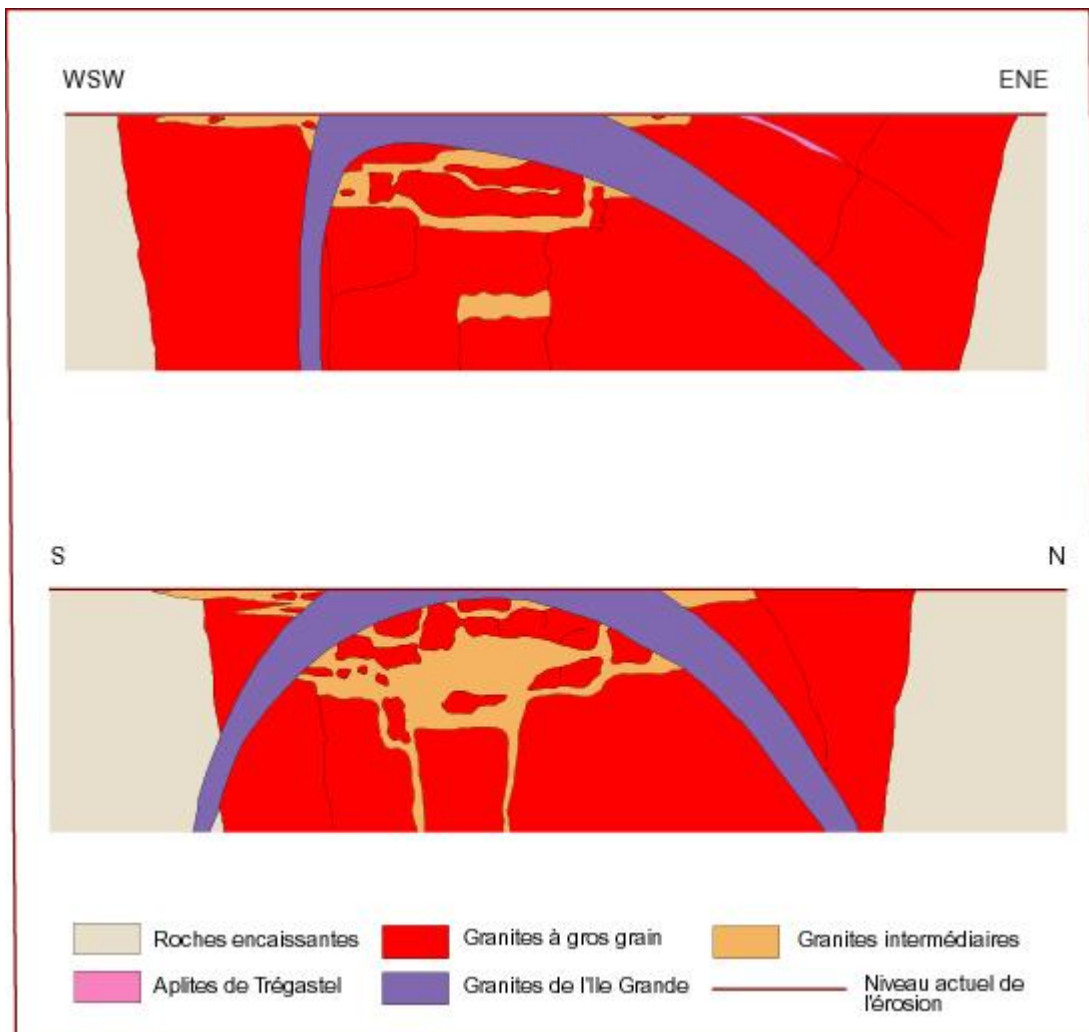 WSW ENE
S N
Roches encaissantes Granites à gros grain Granites intermédiaires
Aplites de Trégastel Granites de l'Ile Grande Niveau actuel de
l'érosion